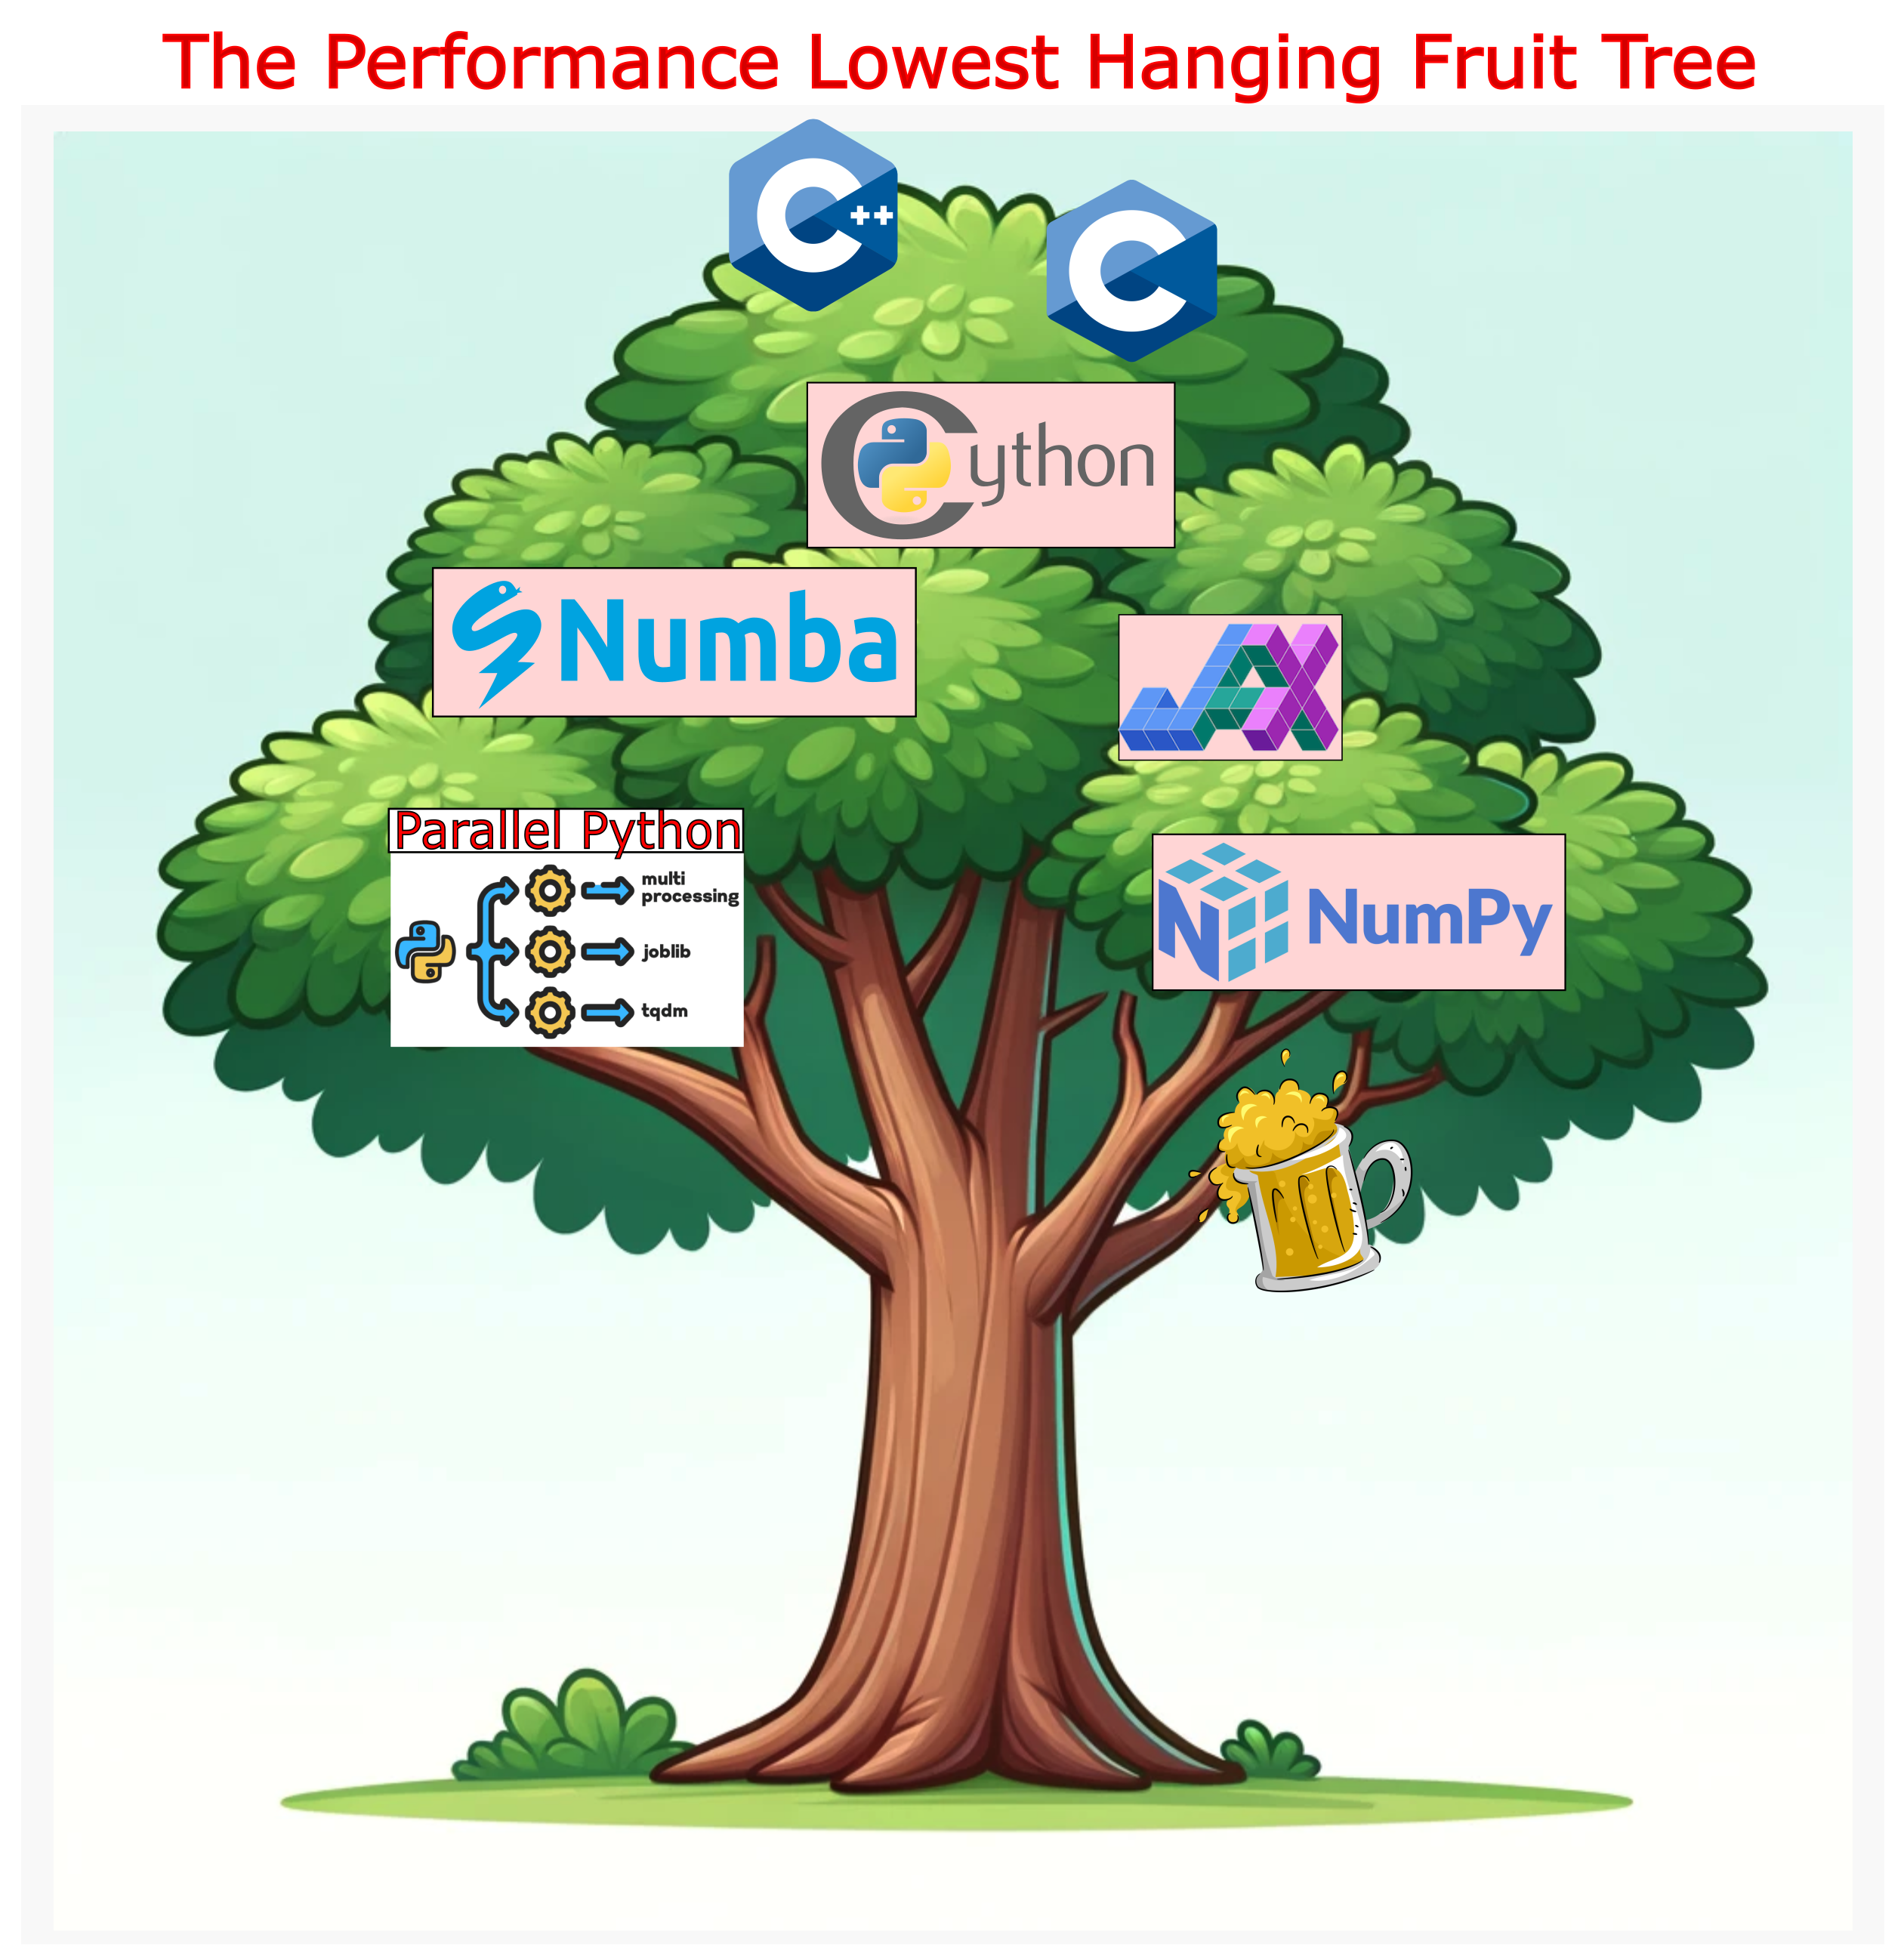 The Performance Lowest Hanging Fruit Tree
C++
C
Cython
Numba
JAX
Parallel Python
multi
processing
joblib
tqdm
NumPy